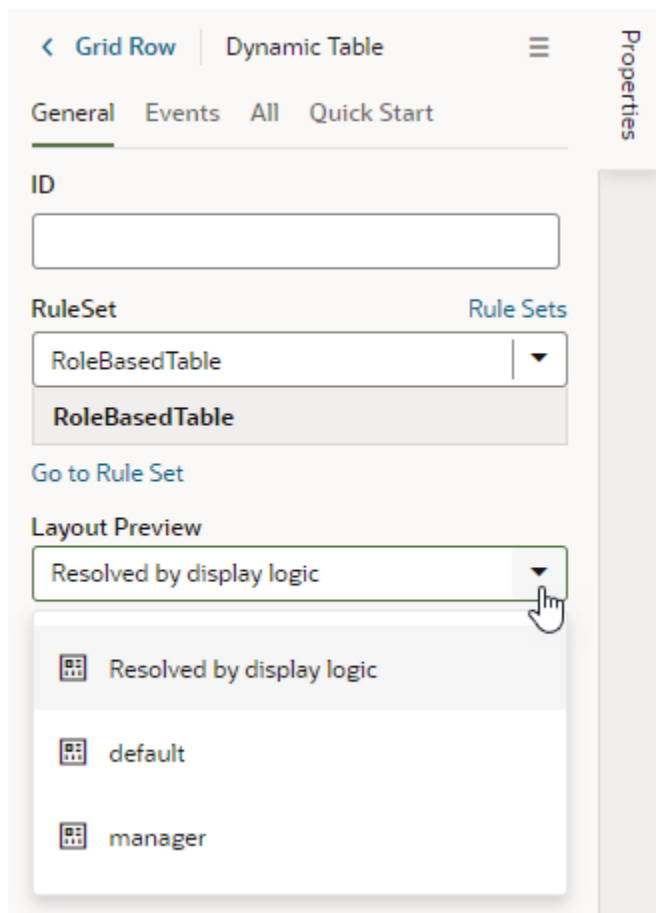 Grid Row Dynamic Table
Properties
General Events All Quick Start
ID
RuleSet Rule Sets
RoleBasedTable
RoleBasedTable
Go to Rule Set
Layout Preview
Resolved by display logic
Resolved by display logic
default
manager